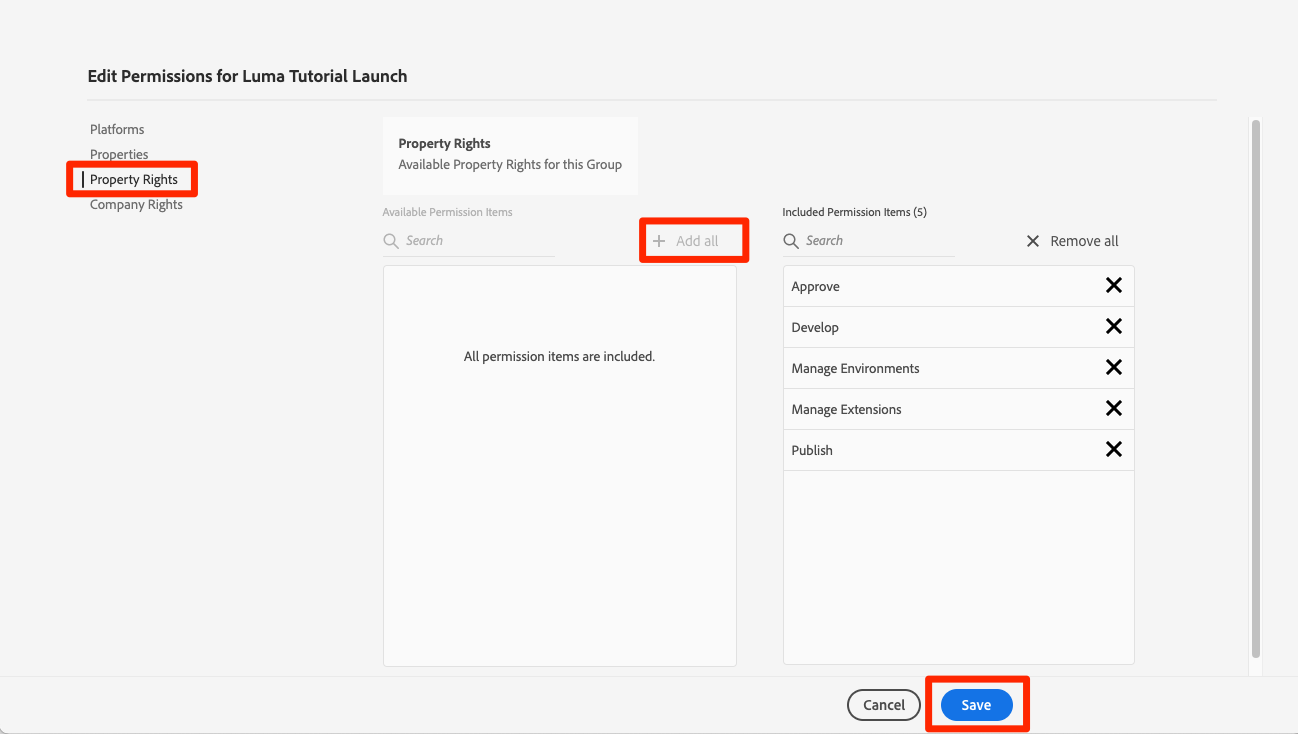 Edit Permissions for Luma Tutorial Launch
Platforms
Properties
Property Rights
Company Rights
Property Rights
Available Property Rights for this Group
Available Permission Items
Search
Add all
All permission items are included.
Included Permission Items (5)
Search
Remove all
Approve
Develop
Manage Environments
Manage Extensions
Publish
Cancel
Save